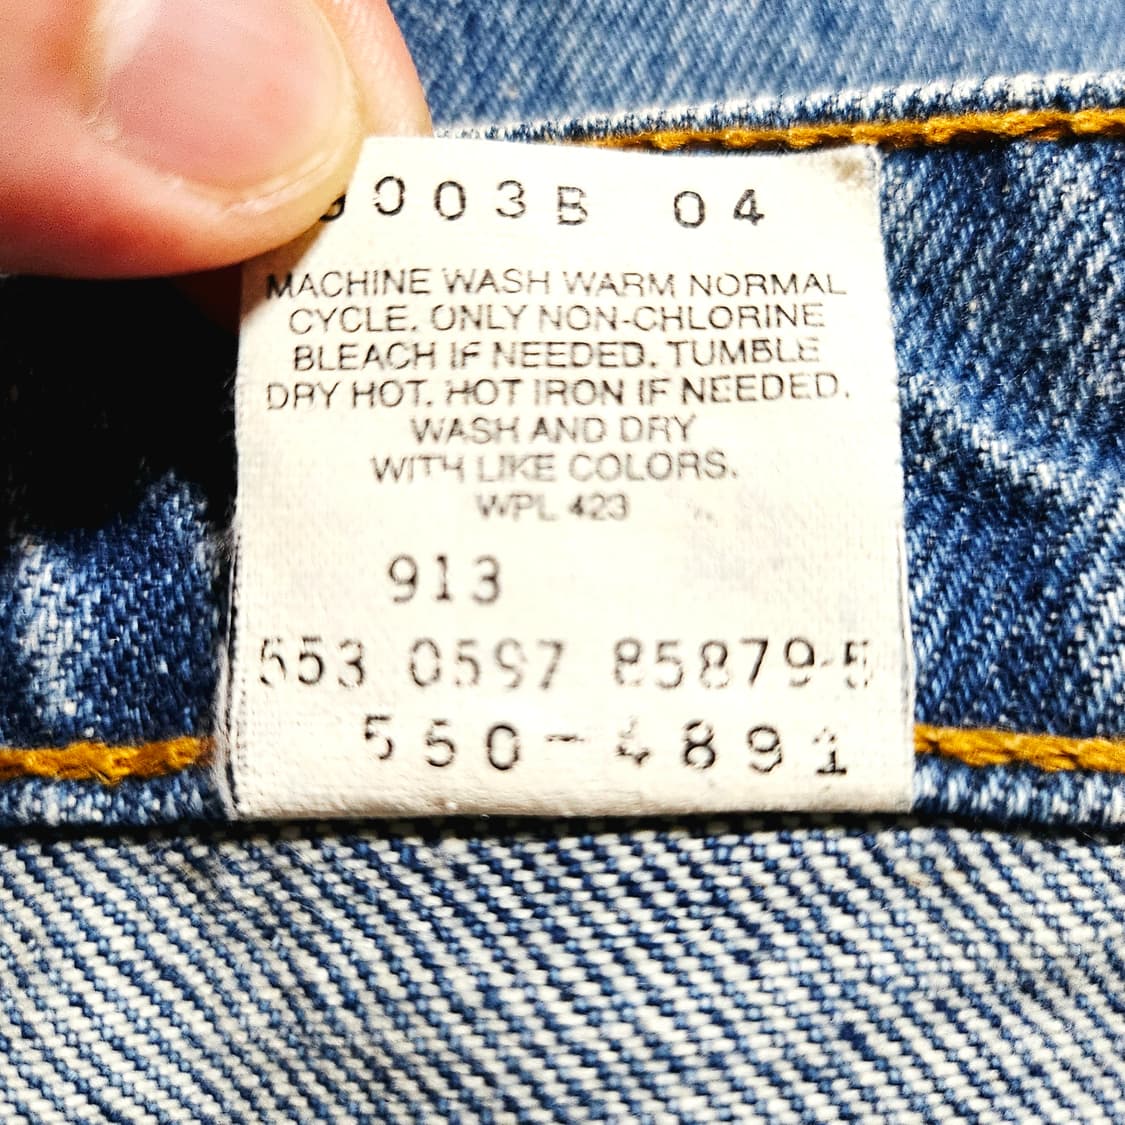 003B 04
MACHINE WASH WARM NORMAL
CYCLE. ONLY NON-CHLORINE
BLEACH IF NEEDED. TUMBLE
DRY HOT. HOT IRON IF NEEDED.
WASH AND DRY
WITH LIKE COLORS.
WPL 423
913
553 0597 85879-5
550-4891